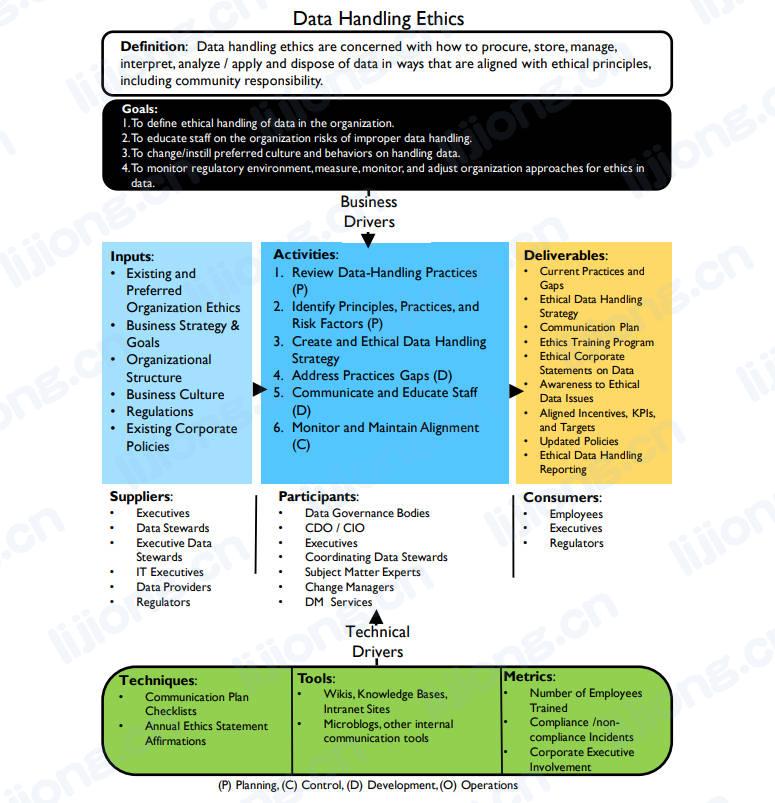 Data Handling Ethics
Definition: Data handling ethics are concerned with how to procure, store, manage,
interpret, analyze / apply and dispose of data in ways that are aligned with ethical principles,
including community responsibility.
Goals:
1. To define ethical handling of data in the organization.
2. To educate staff on the organization risks of improper data handling.
3. To change/instill preferred culture and behaviors on handling data.
4. To monitor regulatory environment, measure, monitor, and adjust organization approaches for ethics in
data.
Business
Drivers
Inputs:
• Existing and
Preferred
Organization Ethics
• Business Strategy &
Goals
• Organizational
Structure
• Business Culture
• Regulations
• Existing Corporate
Policies
Activities:
1. Review Data-Handling Practices
(P)
2. Identify Principles, Practices, and
Risk Factors (P)
3. Create and Ethical Data Handling
Strategy
4. Address Practices Gaps (D)
5. Communicate and Educate Staff
(D)
6. Monitor and Maintain Alignment
(C)
Deliverables:
• Current Practices and
Gaps
• Ethical Data Handling
Strategy
• Communication Plan
• Ethics Training Program
• Ethical Corporate
Statements on Data
• Awareness to Ethical
Data Issues
• Aligned Incentives, KPIs,
and Targets
• Updated Policies
• Ethical Data Handling
Reporting
Suppliers:
• Executives
• Data Stewards
• Executive Data
Stewards
• IT Executives
• Data Providers
• Regulators
Participants:
• Data Governance Bodies
• CDO / CIO
• Executives
• Coordinating Data Stewards
• Subject Matter Experts
• Change Managers
• DM Services
Consumers:
• Employees
• Executives
• Regulators
Technical
Drivers
Techniques:
• Communication Plan
Checklists
• Annual Ethics Statement
Affirmations
Tools:
• Wikis, Knowledge Bases,
Intranet Sites
• Microblogs, other internal
communication tools
Metrics:
• Number of Employees
Trained
• Compliance /non-
compliance Incidents
• Corporate Executive
Involvement
(P) Planning, (C) Control, (D) Development, (O) Operations
lijiong.cn